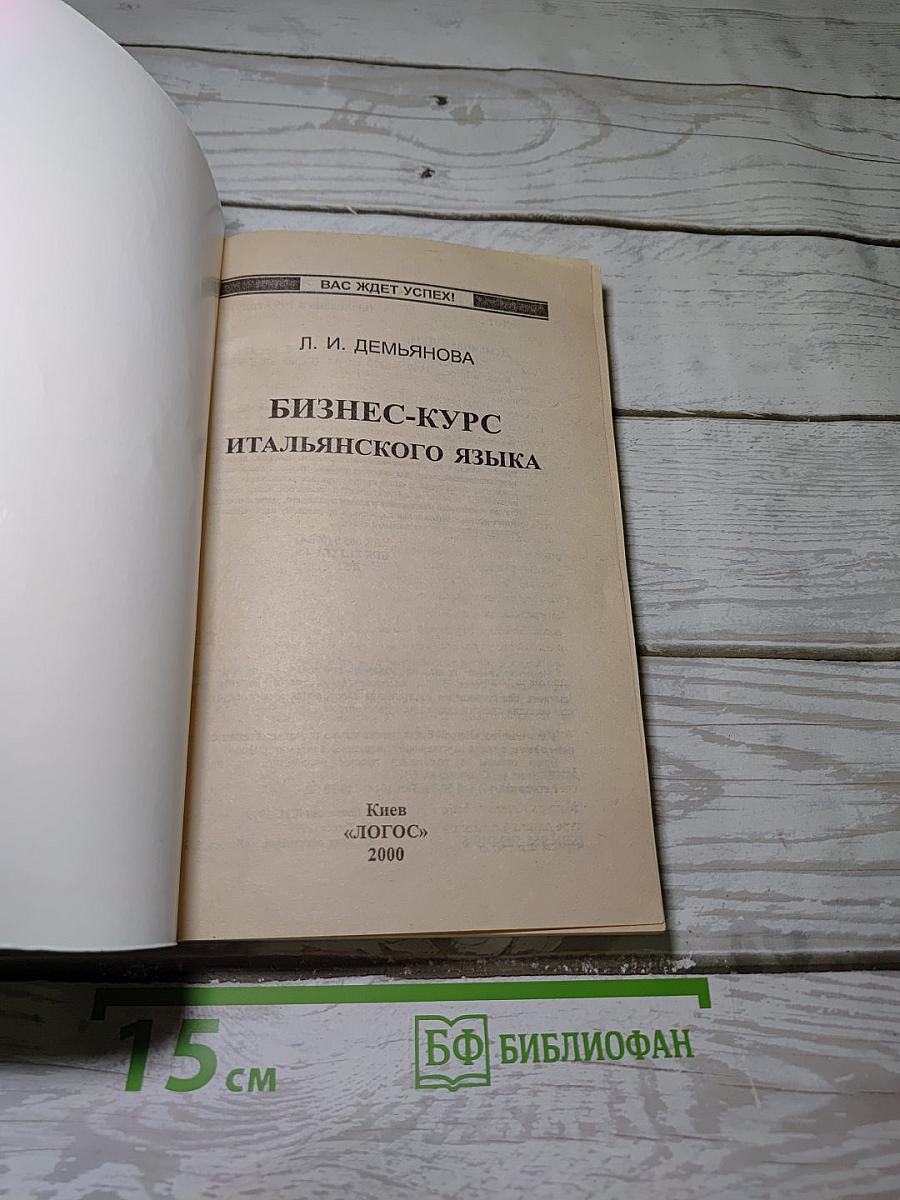 ВАС ЖДЕТ УСПЕХ!
Л. И. ДЕМЬЯНОВА
БИЗНЕС-КУРС
ИТАЛЬЯНСКОГО ЯЗЫКА
Киев
«ЛОГОС»
2000
15 см
БФ БИБЛИОФАН